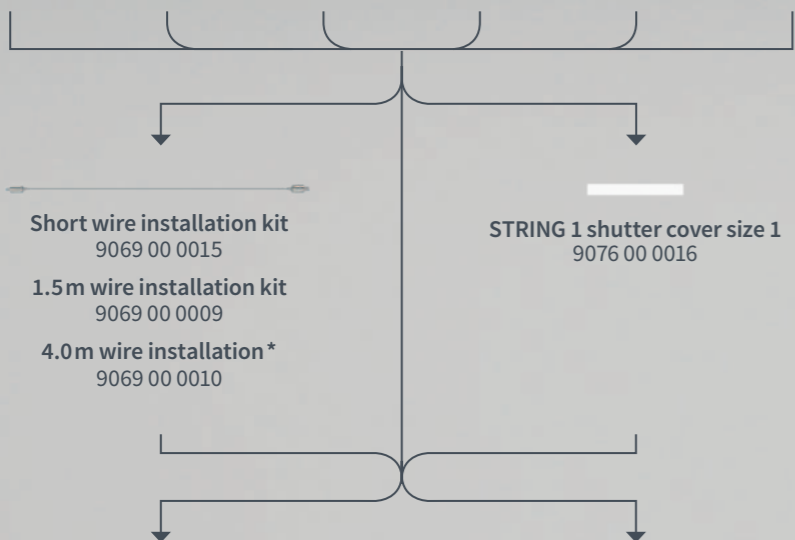 Short wire installation kit
9069 00 0015
1.5m wire installation kit
9069 00 0009
4.0m wire installation*
9069 00 0010
STRING 1 shutter cover size 1
9076 00 0016